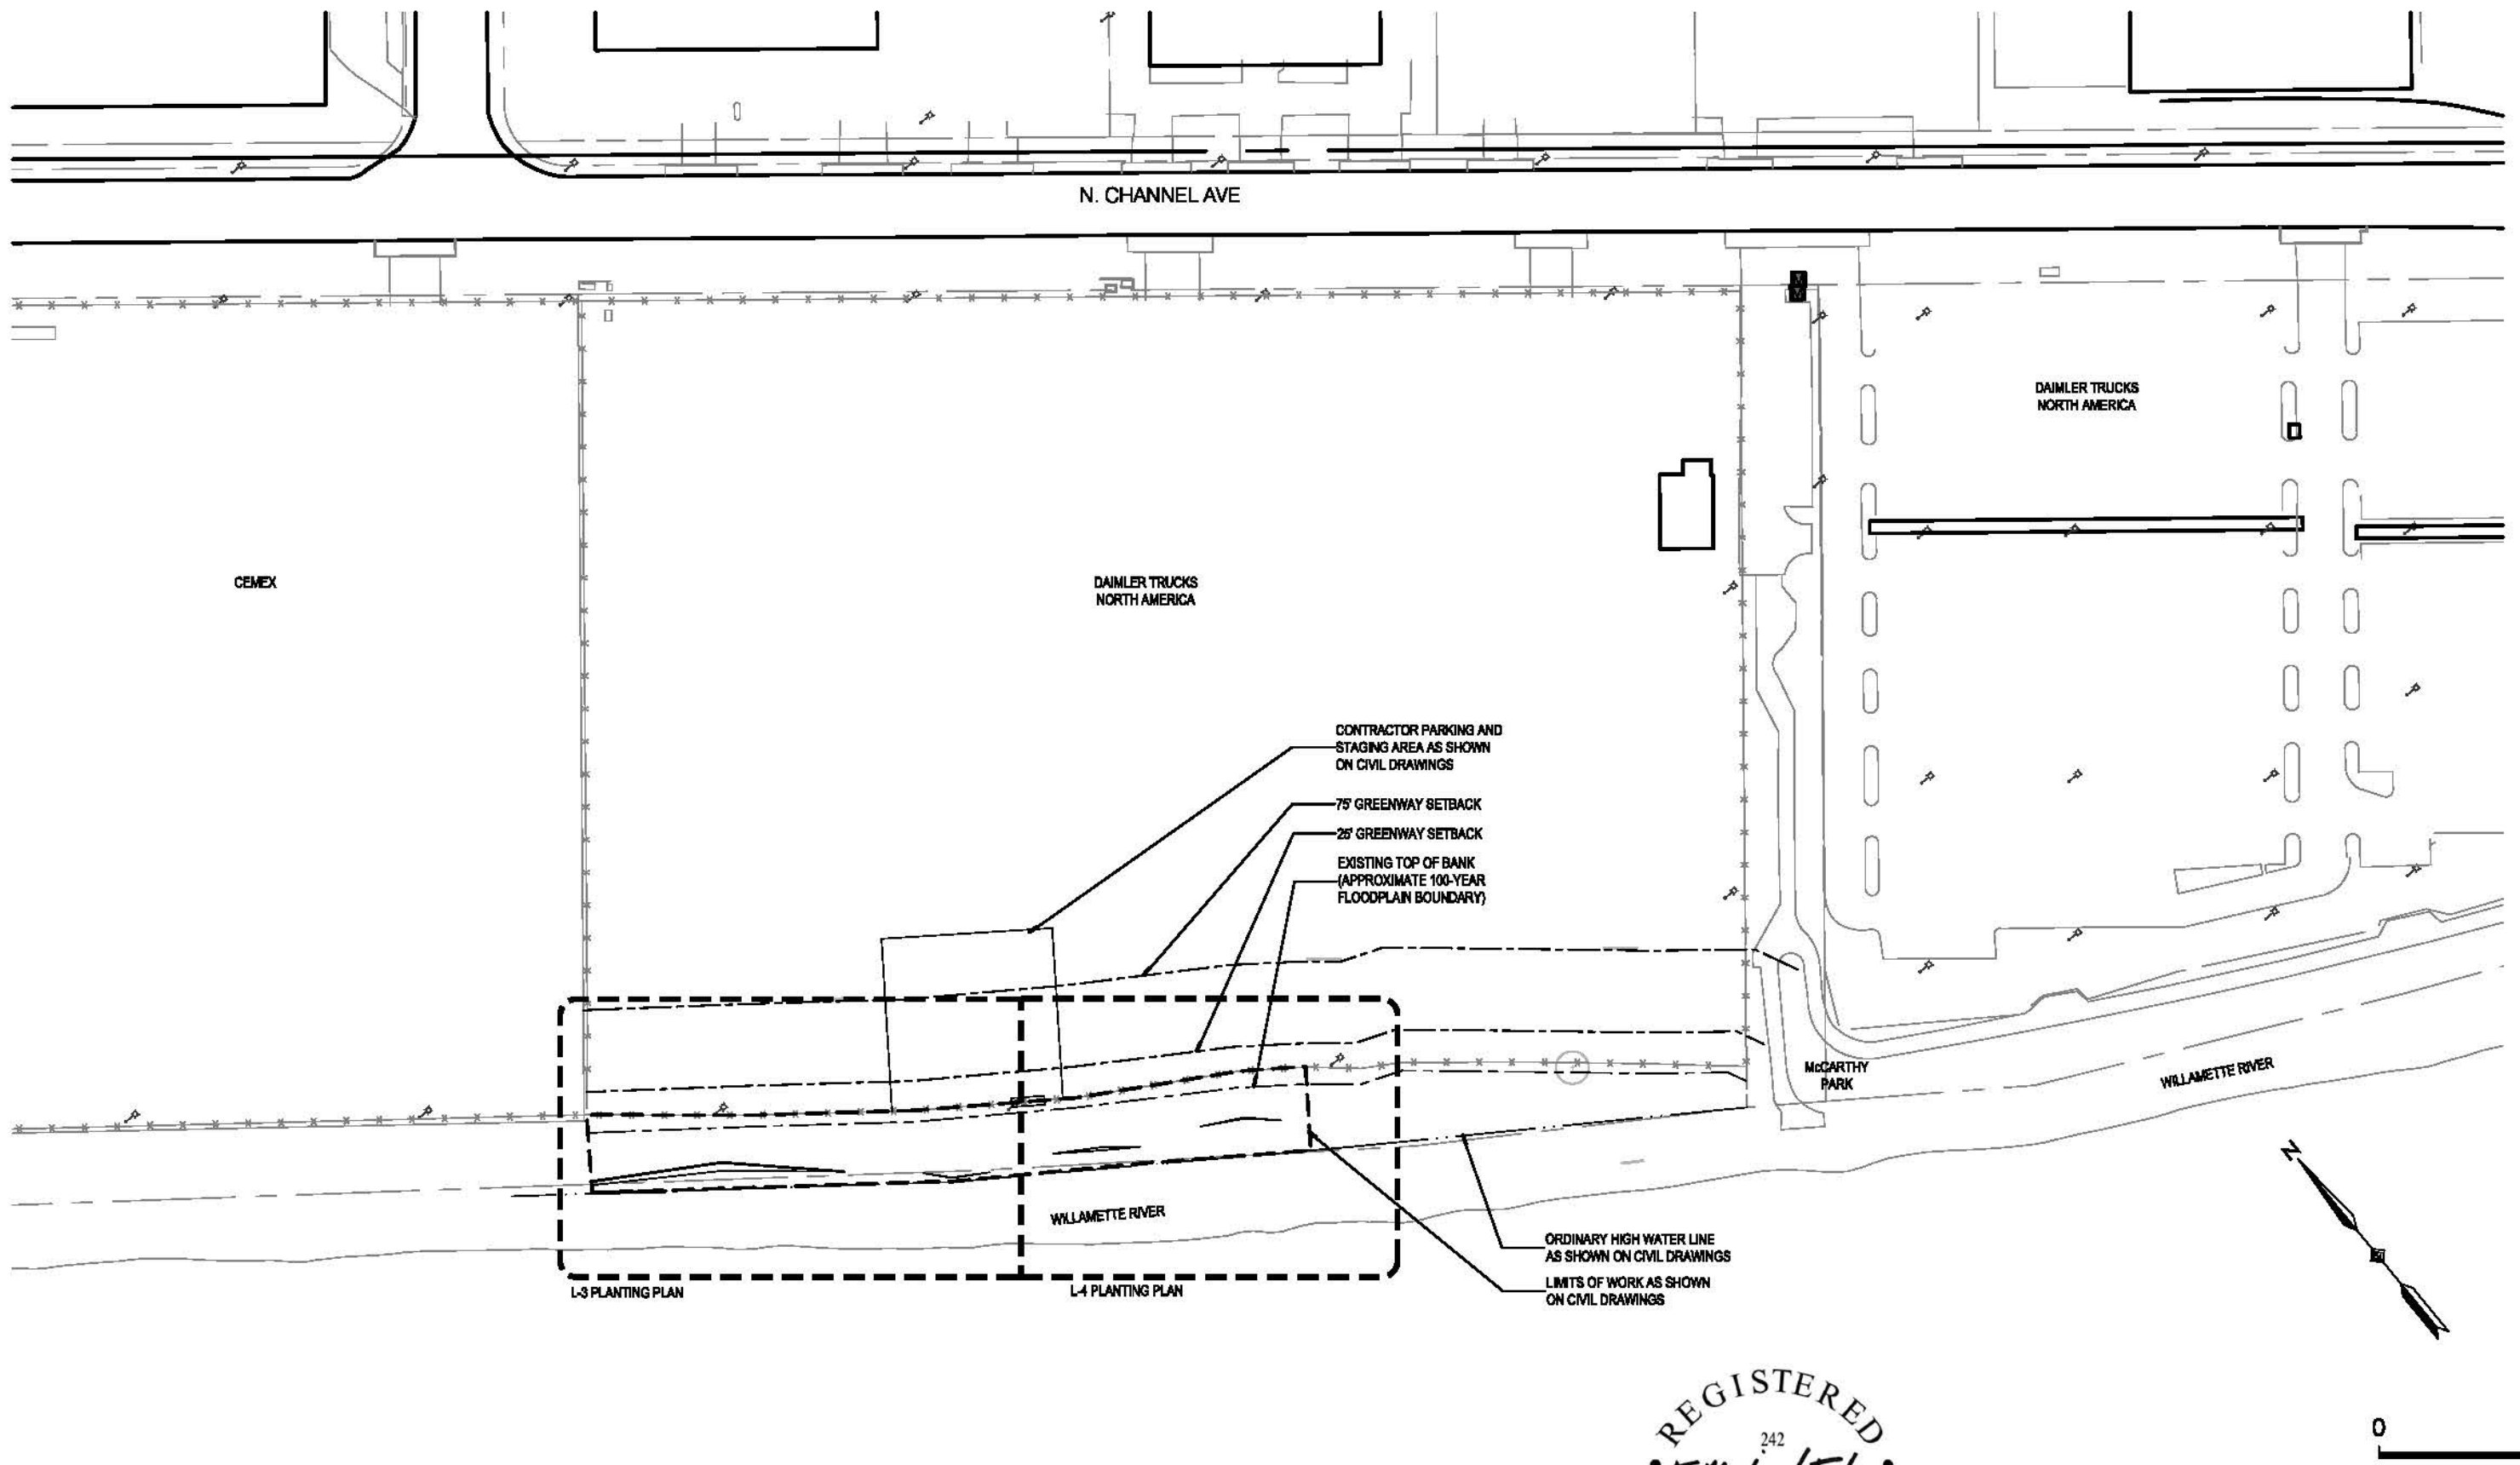 N. CHANNEL AVE
DAIMLER TRUCKS
NORTH AMERICA
CEMEX
DAIMLER TRUCKS
NORTH AMERICA
CONTRACTOR PARKING AND
STAGING AREA AS SHOWN
ON CIVIL DRAWINGS
75' GREENWAY SETBACK
25' GREENWAY SETBACK
EXISTING TOP OF BANK
(APPROXIMATE 100-YEAR
FLOODPLAIN BOUNDARY)
McCARTHY
PARK
WILLAMETTE RIVER
WILLAMETTE RIVER
N
ORDINARY HIGH WATER LINE
AS SHOWN ON CIVIL DRAWINGS
L-3 PLANTING PLAN
L-4 PLANTING PLAN
LIMITS OF WORK AS SHOWN
ON CIVIL DRAWINGS
REGISTERED
242
0